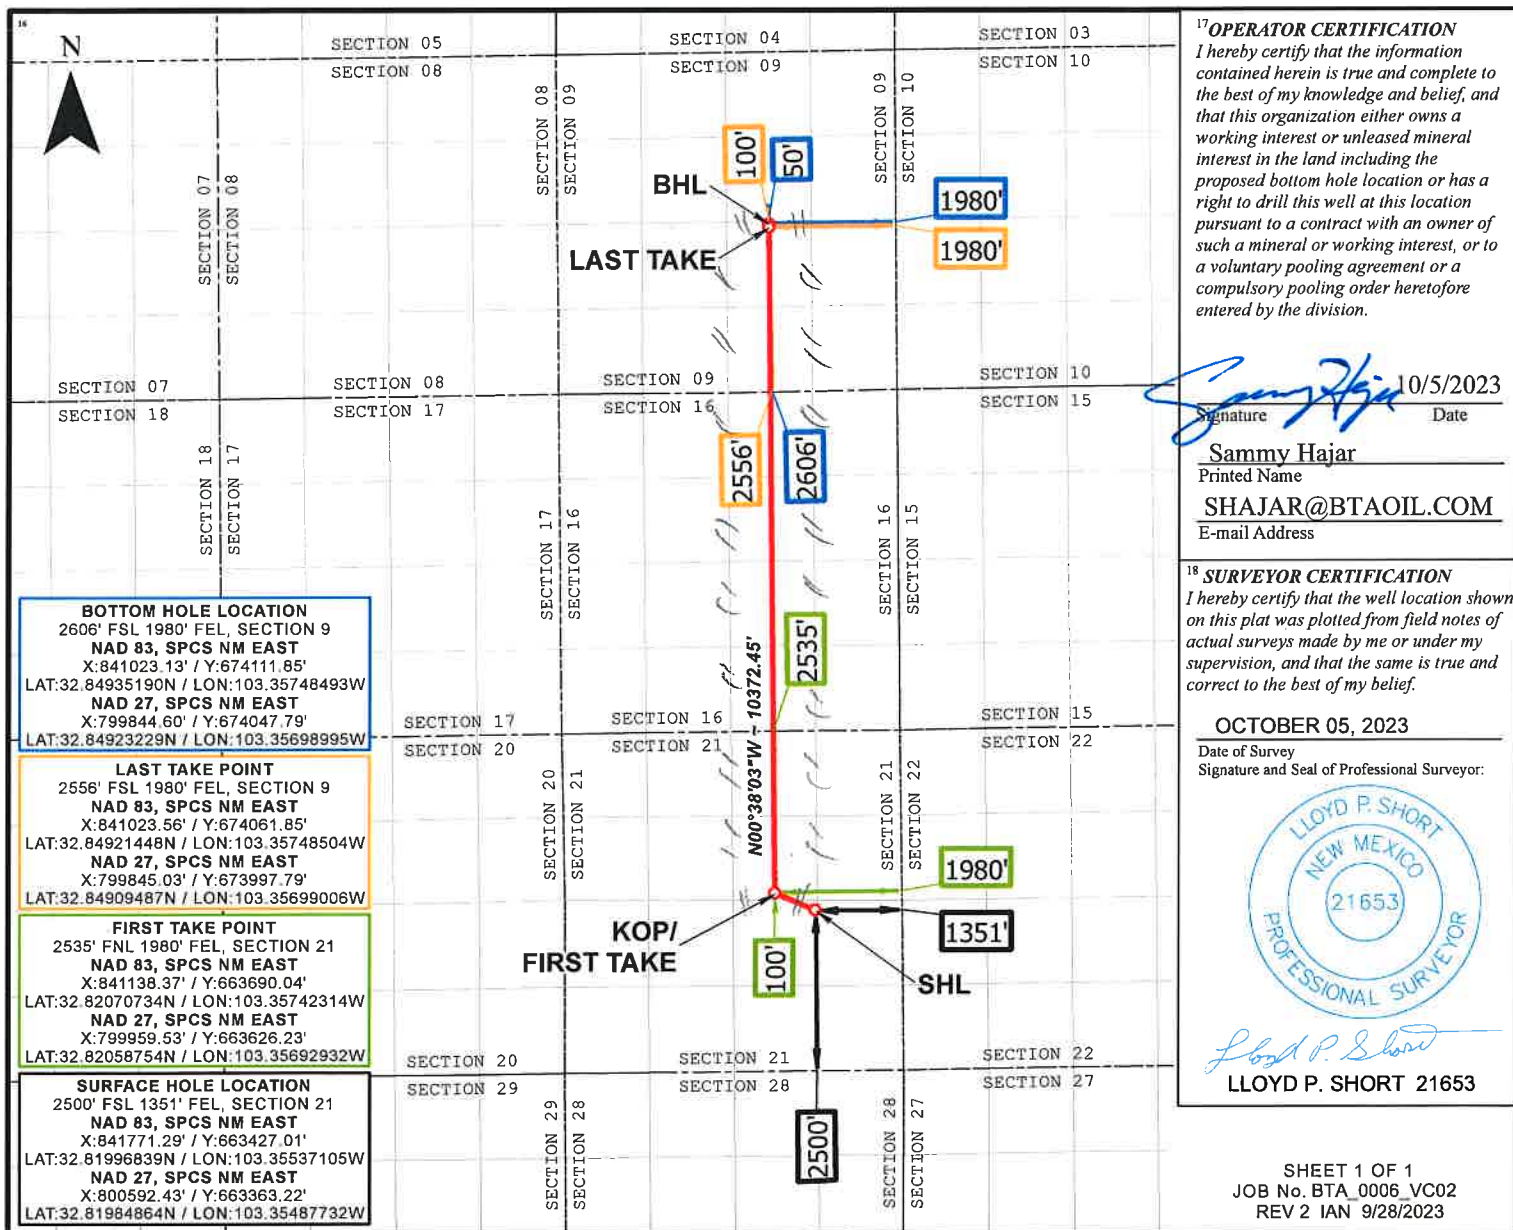 16
N
SECTION 05
SECTION 04
SECTION 03
SECTION 08
SECTION 09
SECTION 10
SECTION 08
SECTION 09
SECTION 09
SECTION 10
SECTION 07
SECTION 08
100'
50'
BHL
1980'
LAST TAKE
1980'
SECTION 07
SECTION 08
SECTION 09
SECTION 10
SECTION 18
SECTION 17
SECTION 16
SECTION 15
2556'
2606'
SECTION 18
SECTION 17
SECTION 17
SECTION 16
SECTION 16
SECTION 15
2535'
N00°38'03"W ~ 10372.45'
SECTION 17
SECTION 16
SECTION 15
SECTION 20
SECTION 21
SECTION 22
SECTION 20
SECTION 21
SECTION 21
SECTION 22
1980'
KOP/
FIRST TAKE
1351'
100'
SHL
SECTION 20
SECTION 21
SECTION 22
SECTION 29
SECTION 28
SECTION 27
SECTION 29
SECTION 28
SECTION 28
SECTION 27
2500'
BOTTOM HOLE LOCATION
2606' FSL 1980' FEL, SECTION 9
NAD 83, SPCS NM EAST
X:841023.13' / Y:674111.85'
LAT:32.84935190N / LON:103.35748493W
NAD 27, SPCS NM EAST
X:799844.60' / Y:674047.79'
LAT:32.84923229N / LON:103.35698995W
LAST TAKE POINT
2556' FSL 1980' FEL, SECTION 9
NAD 83, SPCS NM EAST
X:841023.56' / Y:674061.85'
LAT:32.84921448N / LON:103.35748504W
NAD 27, SPCS NM EAST
X:799845.03' / Y:673997.79'
LAT:32.84909487N / LON:103.35699006W
FIRST TAKE POINT
2535' FNL 1980' FEL, SECTION 21
NAD 83, SPCS NM EAST
X:841138.37' / Y:663690.04'
LAT:32.82070734N / LON:103.35742314W
NAD 27, SPCS NM EAST
X:799959.53' / Y:663626.23'
LAT:32.82058754N / LON:103.35692932W
SURFACE HOLE LOCATION
2500' FSL 1351' FEL, SECTION 21
NAD 83, SPCS NM EAST
X:841771.29' / Y:663427.01'
LAT:32.81996839N / LON:103.35537105W
NAD 27, SPCS NM EAST
X:800592.43' / Y:663363.22'
LAT:32.81984864N / LON:103.35487732W
17 OPERATOR CERTIFICATION
I hereby certify that the information
contained herein is true and complete to
the best of my knowledge and belief, and
that this organization either owns a
working interest or unleased mineral
interest in the land including the
proposed bottom hole location or has a
right to drill this well at this location
pursuant to a contract with an owner of
such a mineral or working interest, or to
a voluntary pooling agreement or a
compulsory pooling order heretofore
entered by the division.
Sammy Hajar 10/5/2023
Signature Date
Sammy Hajar
Printed Name
SHAJAR@BTAOIL.COM
E-mail Address
18 SURVEYOR CERTIFICATION
I hereby certify that the well location shown
on this plat was plotted from field notes of
actual surveys made by me or under my
supervision, and that the same is true and
correct to the best of my belief.
OCTOBER 05, 2023
Date of Survey
Signature and Seal of Professional Surveyor:
LLOYD P. SHORT
NEW MEXICO
21653
PROFESSIONAL SURVEYOR
Lloyd P. Short
LLOYD P. SHORT 21653
SHEET 1 OF 1
JOB No. BTA_0006_VC02
REV 2 IAN 9/28/2023